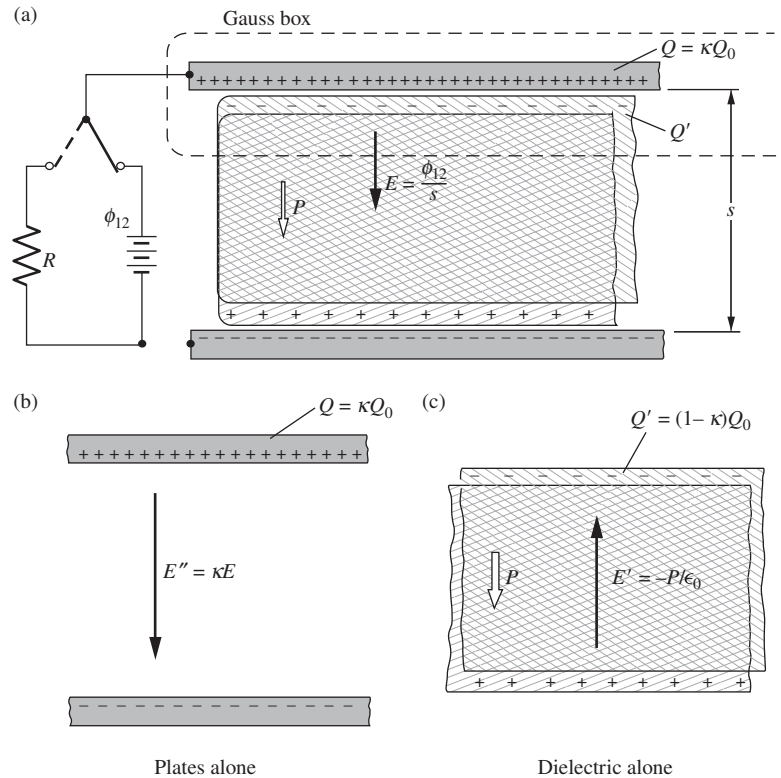 (a)
Gauss box
Q = κQ₀
+ + + + + + + + + + + + + + + + + + + + + + + + + + + + + + + + +
– – – – – – – – – – – –
Q′
E = ϕ₁₂/s
P
s
ϕ₁₂
R
+ + + + + + + + + + + +
– – – – – – – – – – – – – – – – – – – –
(b)
Q = κQ₀
+ + + + + + + + + + + + + + + + + + + +
E″ = κE
– – – – – – – – – – – – – –
Plates alone
(c)
Q′ = (1– κ)Q₀
– – – – – – – – –
P
E′ = –P/ϵ₀
+ + + + + + + + +
Dielectric alone